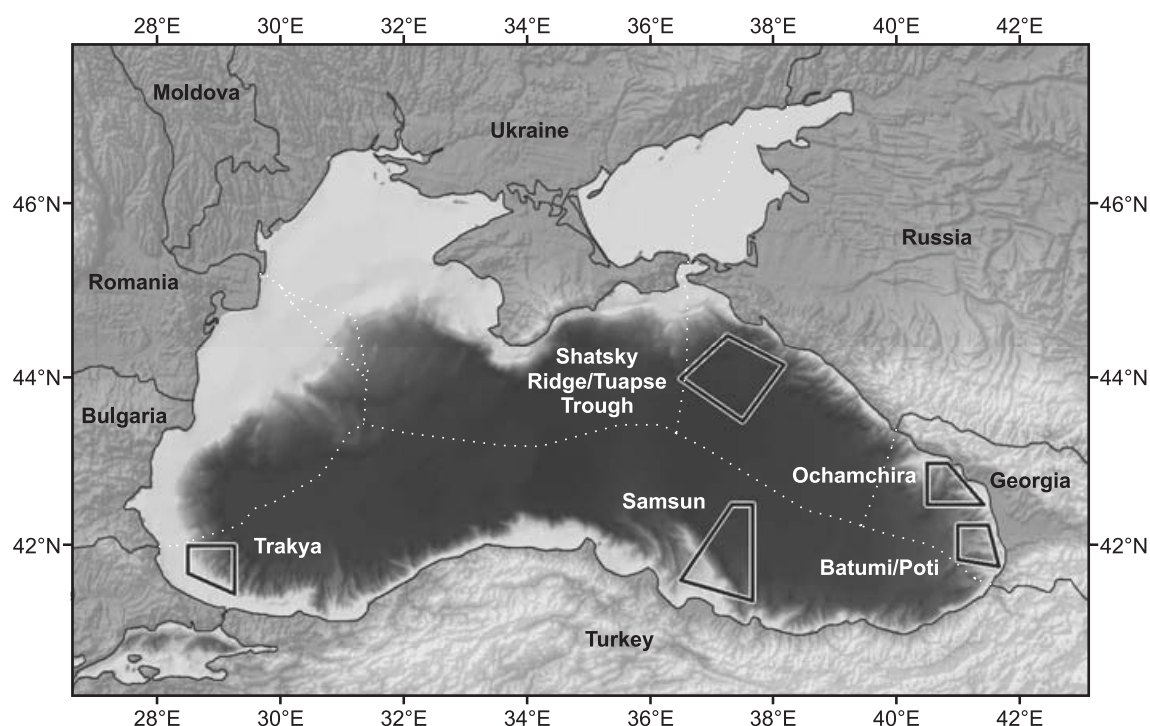 28°E 30°E 32°E 34°E 36°E 38°E 40°E 42°E
Moldova
Ukraine
46°N 46°N
Russia
Romania
Shatsky
Ridge/Tuapse
Trough
44°N 44°N
Bulgaria
Ochamchira
Georgia
Samsun
42°N 42°N
Trakya
Batumi/Poti
Turkey
28°E 30°E 32°E 34°E 36°E 38°E 40°E 42°E